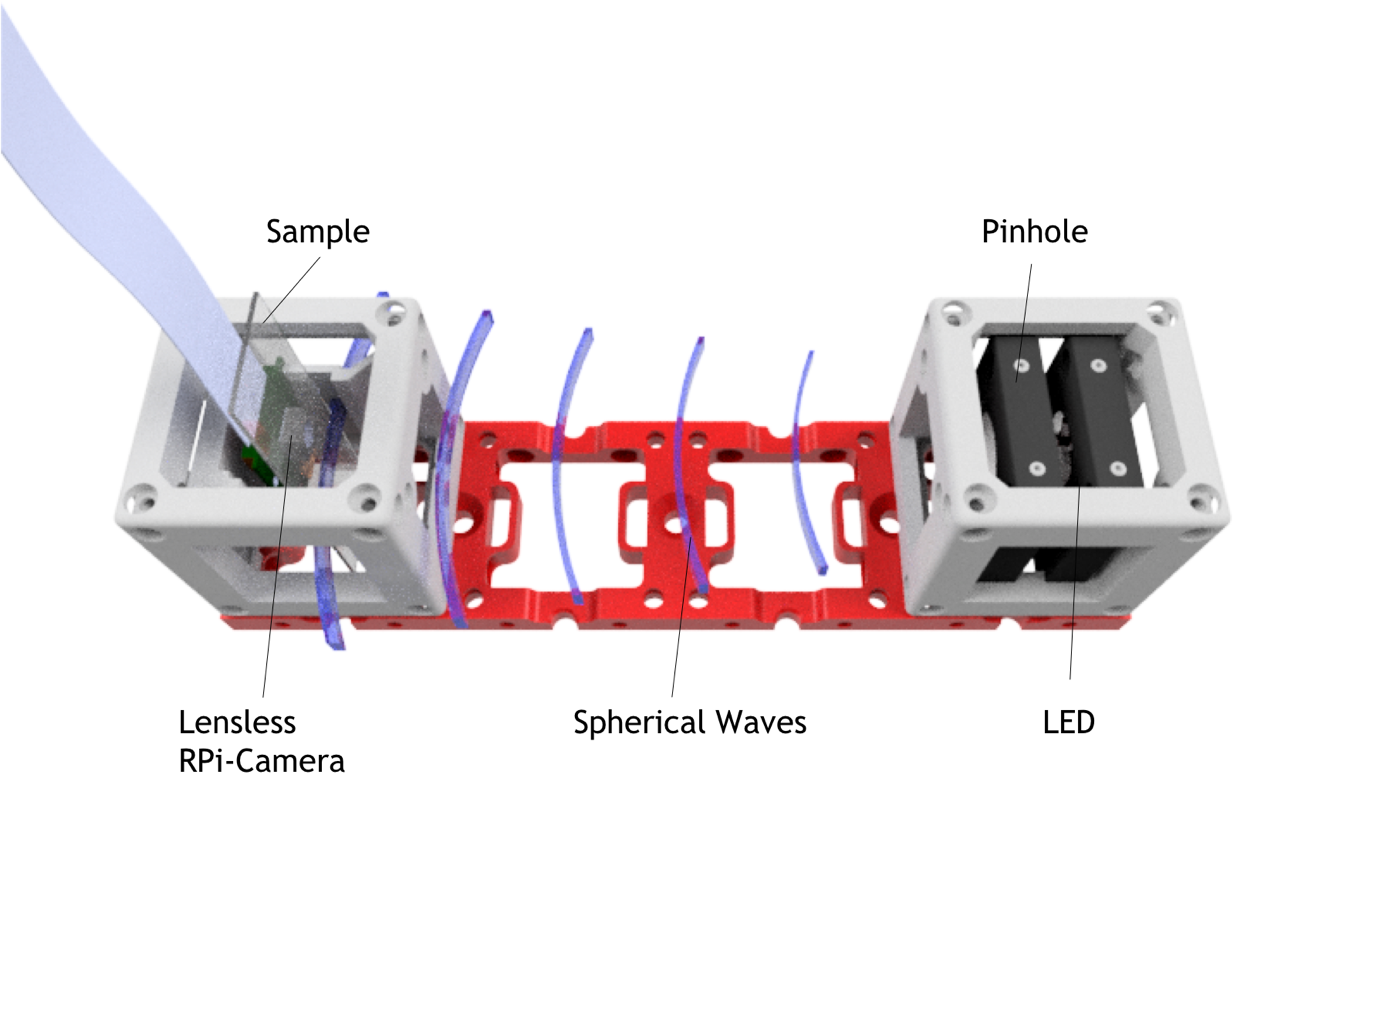 Sample
Pinhole
Lensless
RPi-Camera
Spherical Waves
LED